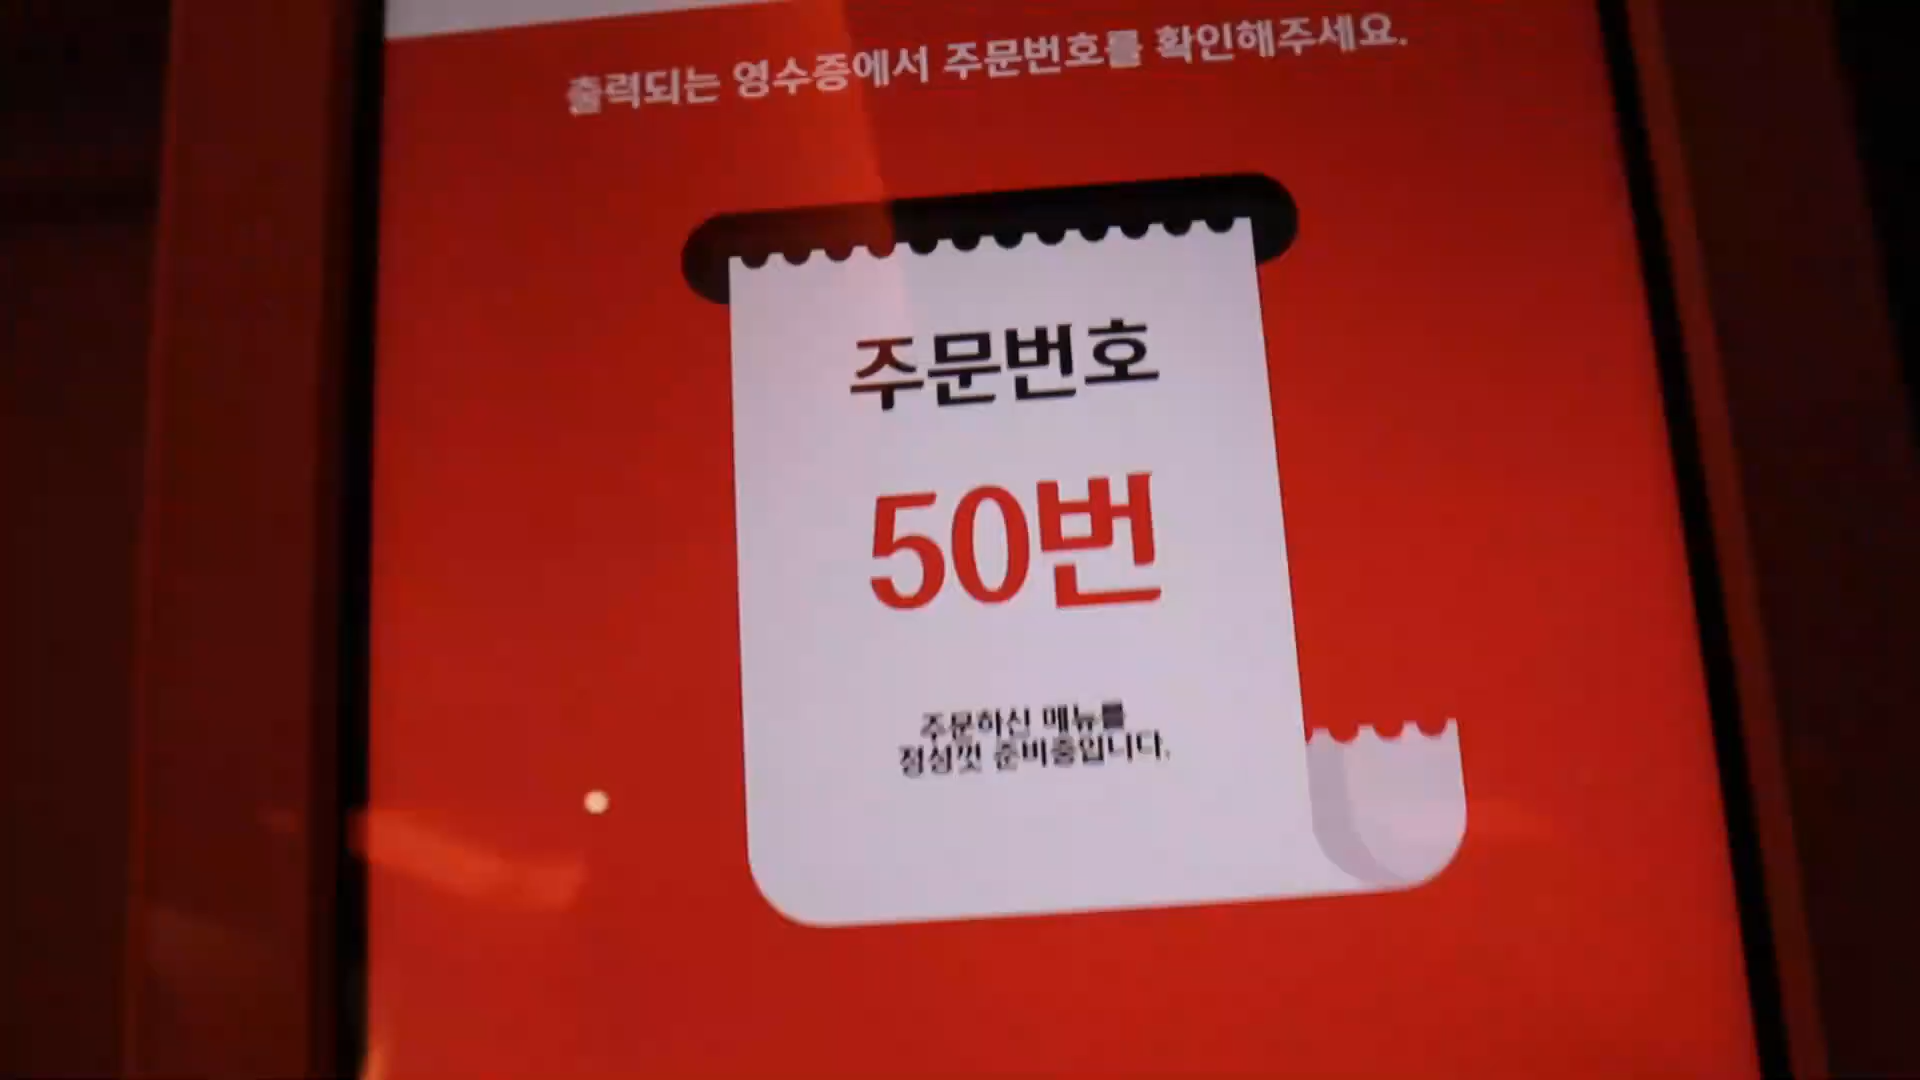 출력되는 영수증에서 주문번호를 확인해주세요.
주문번호
50번
주문하신 메뉴를
정성껏 준비중입니다.